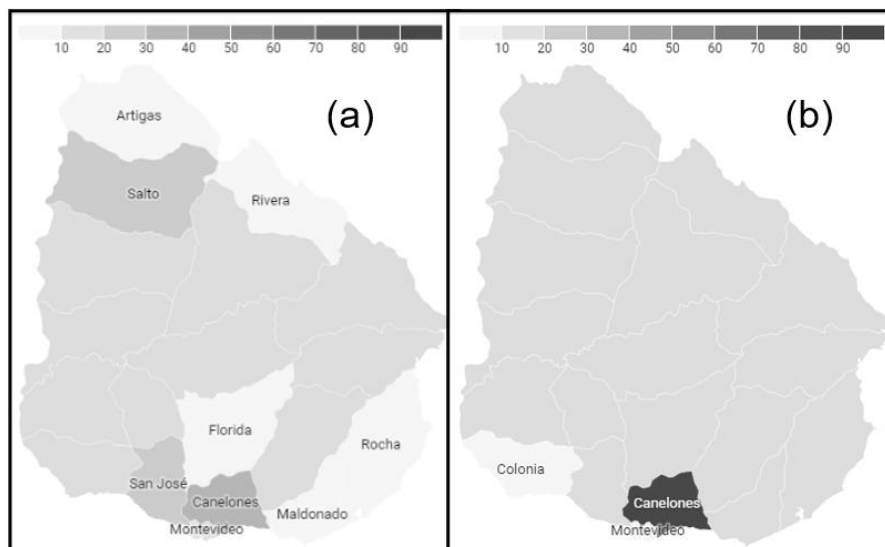 10 20 30 40 50 60 70 80 90
(a)
Artigas
Salto
Rivera
Florida
Rocha
San José
Canelones
Maldonado
Montevideo
10 20 30 40 50 60 70 80 90
(b)
Colonia
Canelones
Montevideo